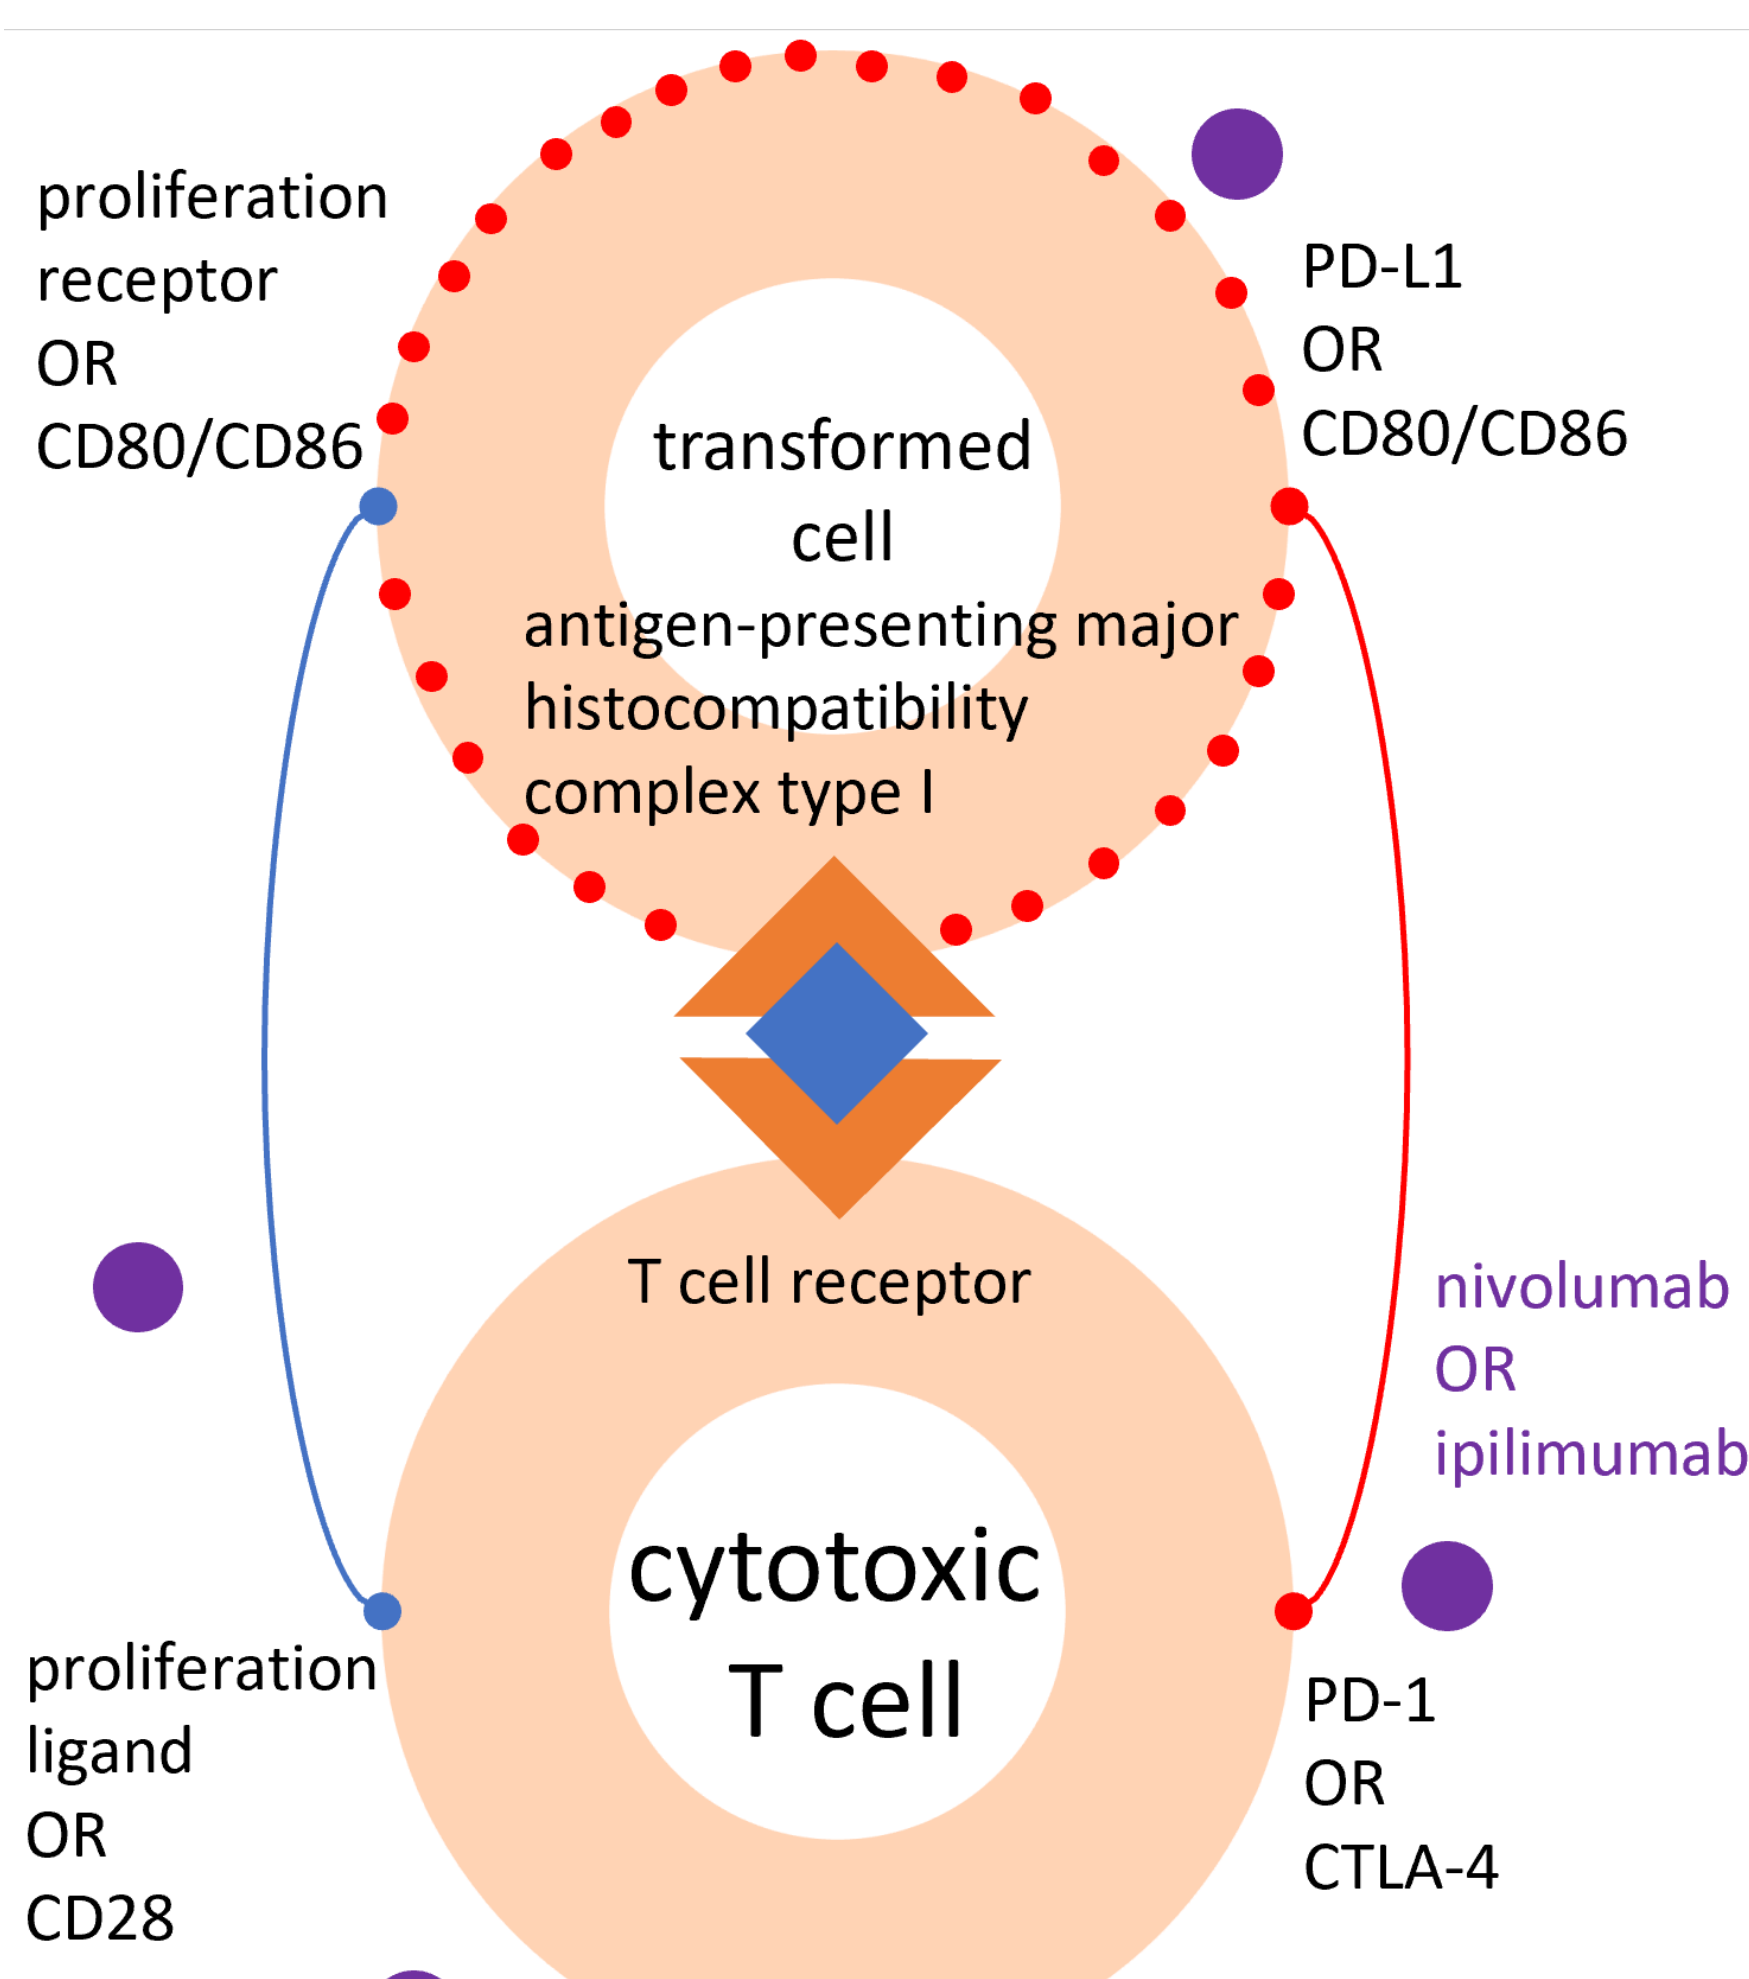 proliferation
receptor
OR
CD80/CD86
PD-L1
OR
CD80/CD86
transformed
cell
antigen-presenting major
histocompatibility
complex type I
T cell receptor
nivolumab
OR
ipilimumab
cytotoxic
T cell
proliferation
ligand
OR
CD28
PD-1
OR
CTLA-4